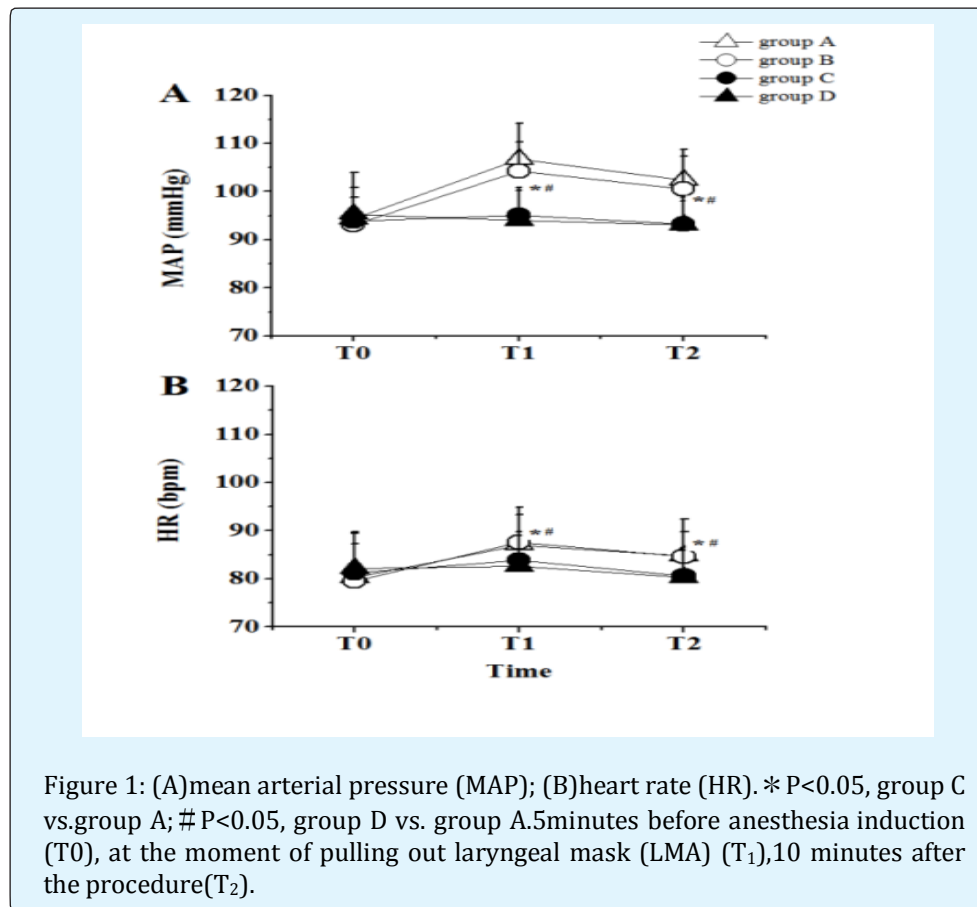 group A
group B
group C
group D
A
120
110
100
90
80
70
MAP (mmHg)
*#
*#
T0 T1 T2
B
120
110
100
90
80
70
HR (bpm)
*#
*#
T0 T1 T2
Time
Figure 1: (A)mean arterial pressure (MAP); (B)heart rate (HR).＊P<0.05, group C
vs.group A;＃P<0.05, group D vs. group A.5minutes before anesthesia induction
(T0), at the moment of pulling out laryngeal mask (LMA) (T₁),10 minutes after
the procedure(T₂).